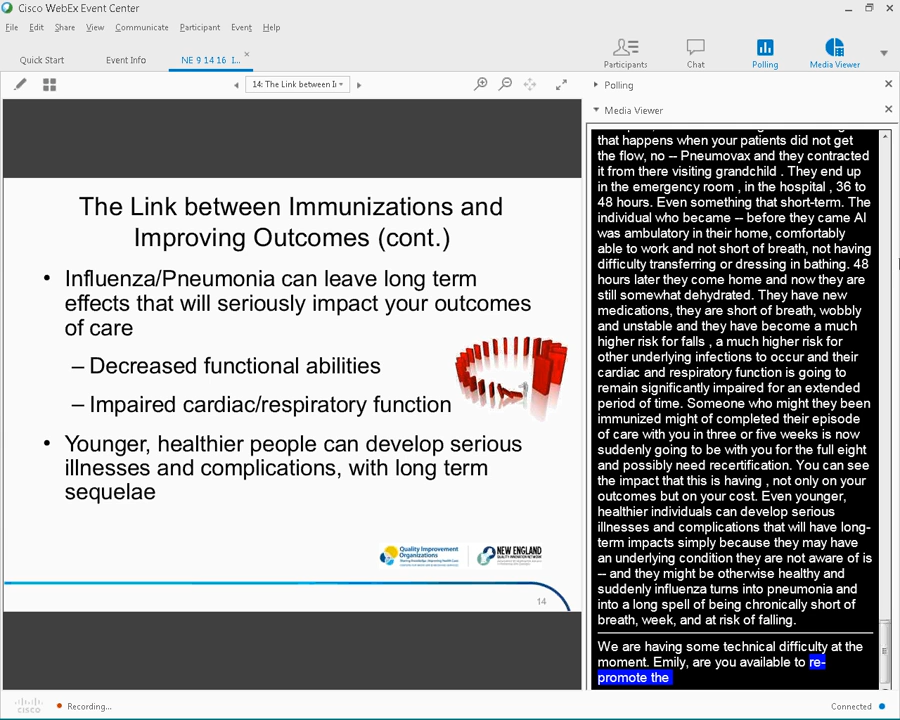 Cisco WebEx Event Center
File Edit Share View Communicate Participant Event Help
Quick Start Event Info NE 9 14 16 I...
Participants Chat Polling Media Viewer
14: The Link between I
Polling
Media Viewer
The Link between Immunizations and
Improving Outcomes (cont.)
• Influenza/Pneumonia can leave long term
effects that will seriously impact your outcomes
of care
– Decreased functional abilities
– Impaired cardiac/respiratory function
• Younger, healthier people can develop serious
illnesses and complications, with long term
sequelae
Quality Improvement
Organizations
NEW ENGLAND
14
that happens when your patients did not get
the flow, no -- Pneumovax and they contracted
it from there visiting grandchild . They end up
in the emergency room , in the hospital , 36 to
48 hours. Even something that short-term. The
individual who became -- before they came AI
was ambulatory in their home, comfortably
able to work and not short of breath, not having
difficulty transferring or dressing in bathing. 48
hours later they come home and now they are
still somewhat dehydrated. They have new
medications, they are short of breath, wobbly
and unstable and they have become a much
higher risk for falls , a much higher risk for
other underlying infections to occur and their
cardiac and respiratory function is going to
remain significantly impaired for an extended
period of time. Someone who might they been
immunized might of completed their episode
of care with you in three or five weeks is now
suddenly going to be with you for the full eight
and possibly need recertification. You can see
the impact that this is having , not only on your
outcomes but on your cost. Even younger,
healthier individuals can develop serious
illnesses and complications that will have long-
term impacts simply because they may have
an underlying condition they are not aware of is
-- and they might be otherwise healthy and
suddenly influenza turns into pneumonia and
into a long spell of being chronically short of
breath, week, and at risk of falling.
We are having some technical difficulty at the
moment. Emily, are you available to re-
promote the
cisco
Recording...
Connected